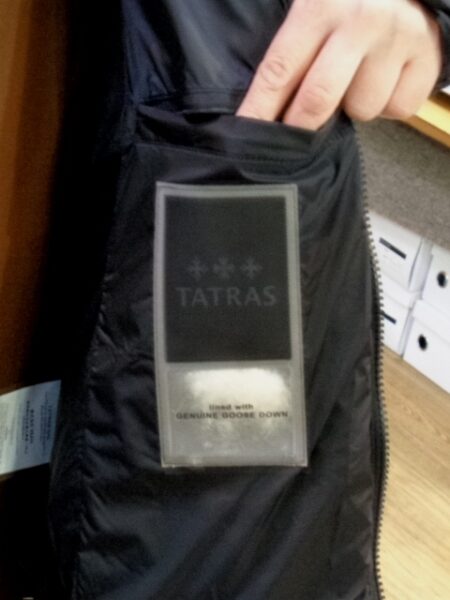 TATRAS
lined with
GENUINE GOOSE DOWN